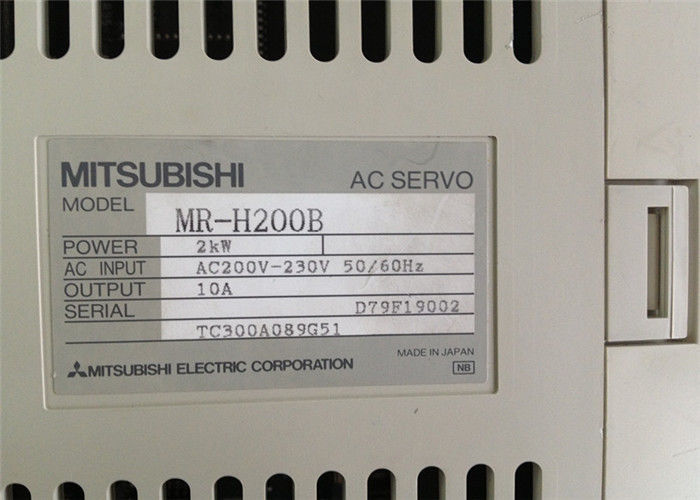 MITSUBISHI AC SERVO
MODEL MR-H200B
POWER 2kW
AC INPUT AC200V-230V 50/60Hz
OUTPUT 10A
SERIAL D79F19002
TC300A089G51
MITSUBISHI ELECTRIC CORPORATION MADE IN JAPAN
NB